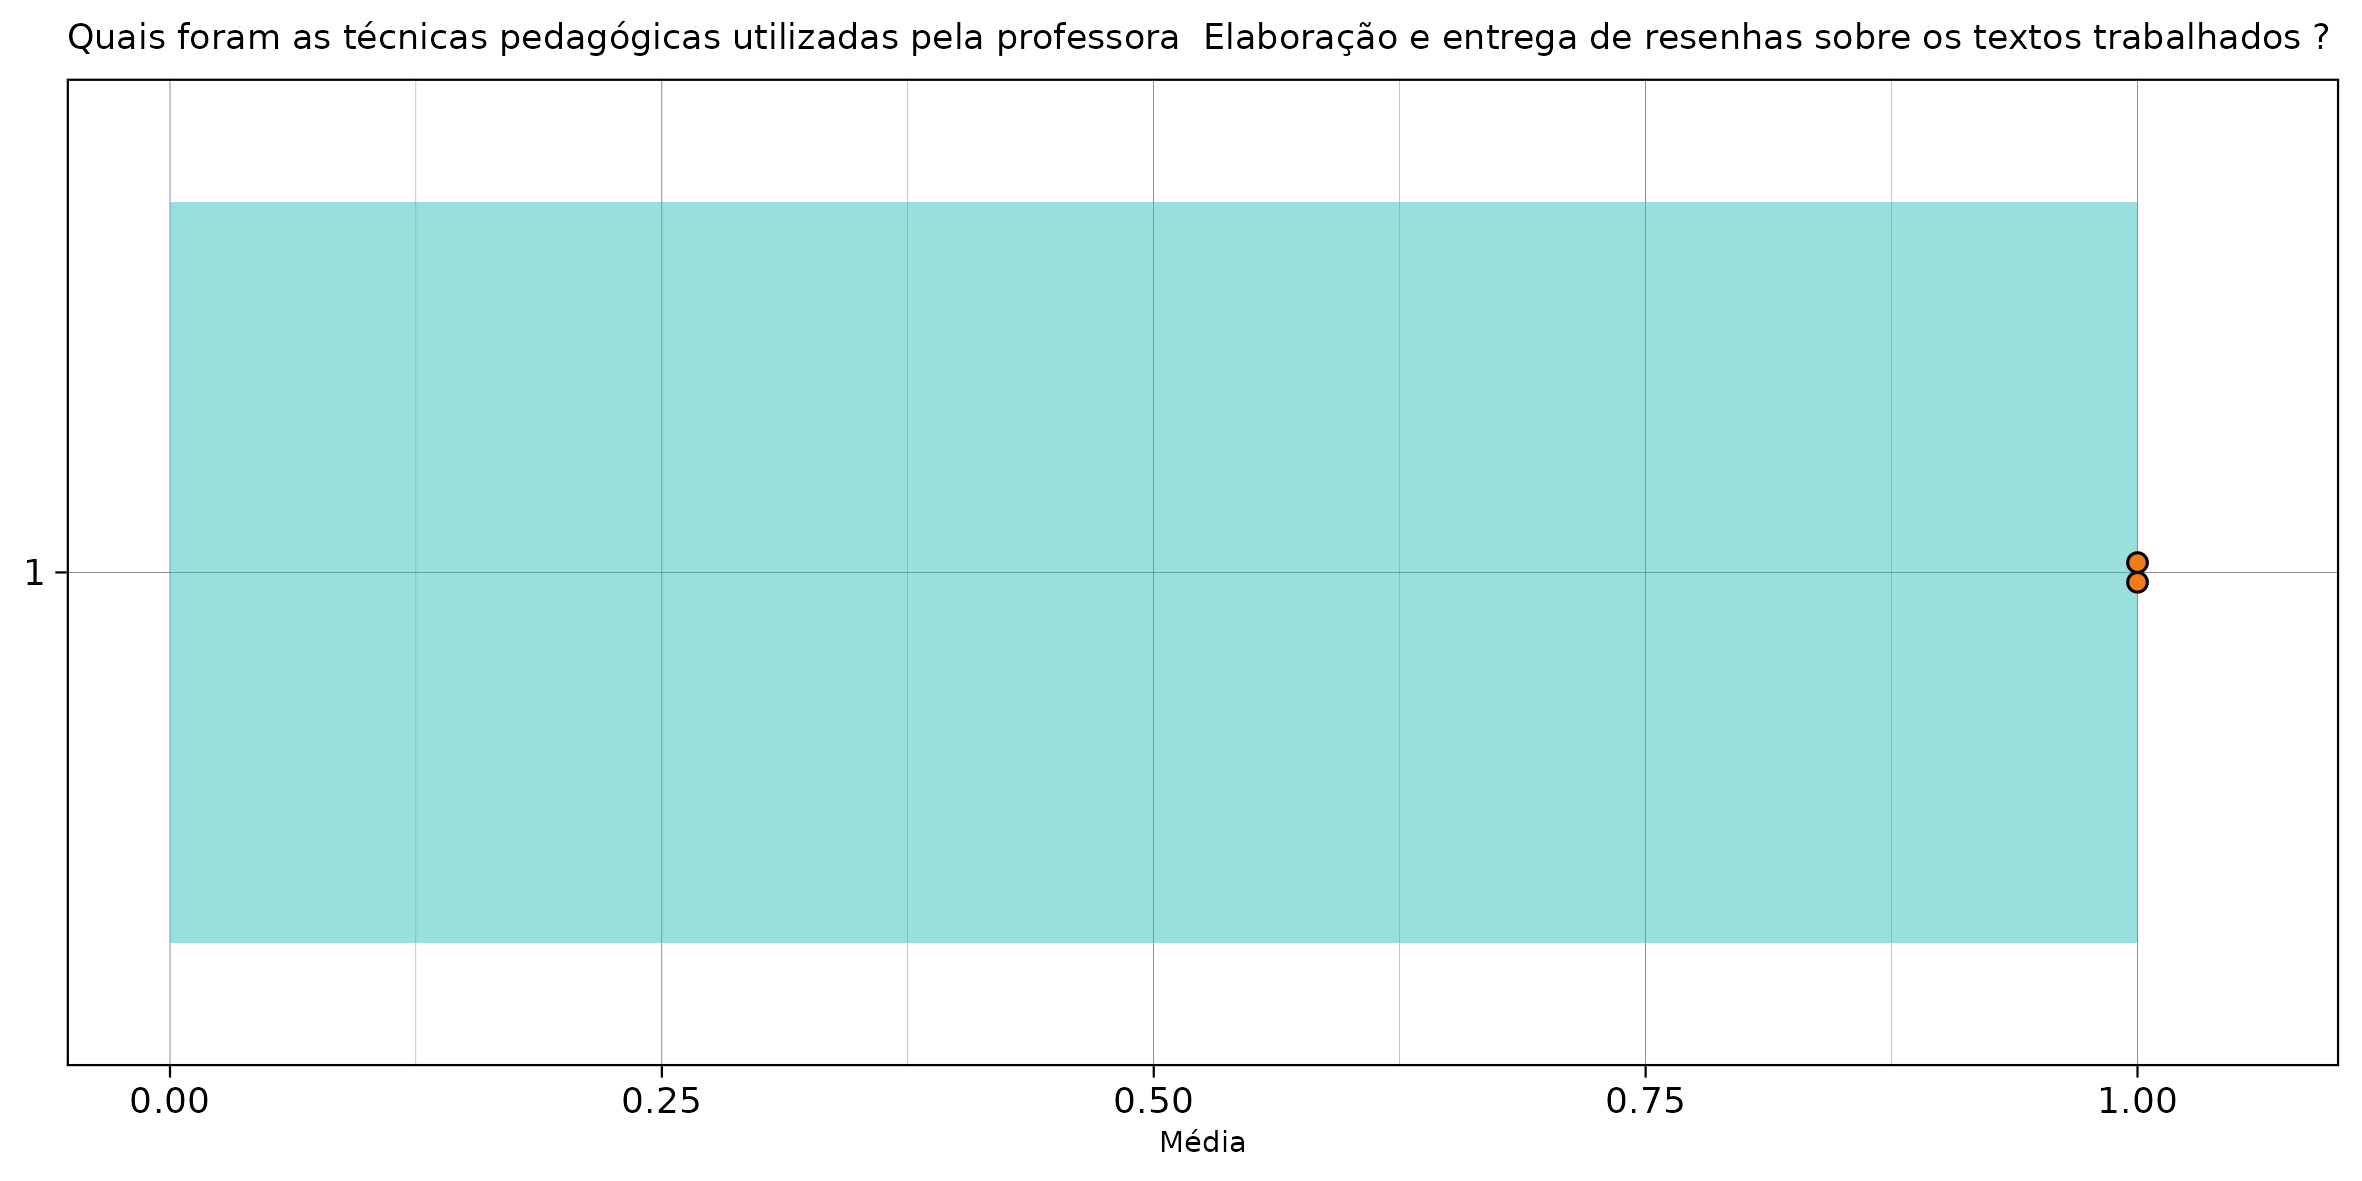 Quais foram as técnicas pedagógicas utilizadas pela professora  Elaboração e entrega de resenhas sobre os textos trabalhados ?
1
0.00 0.25 0.50 0.75 1.00
Média